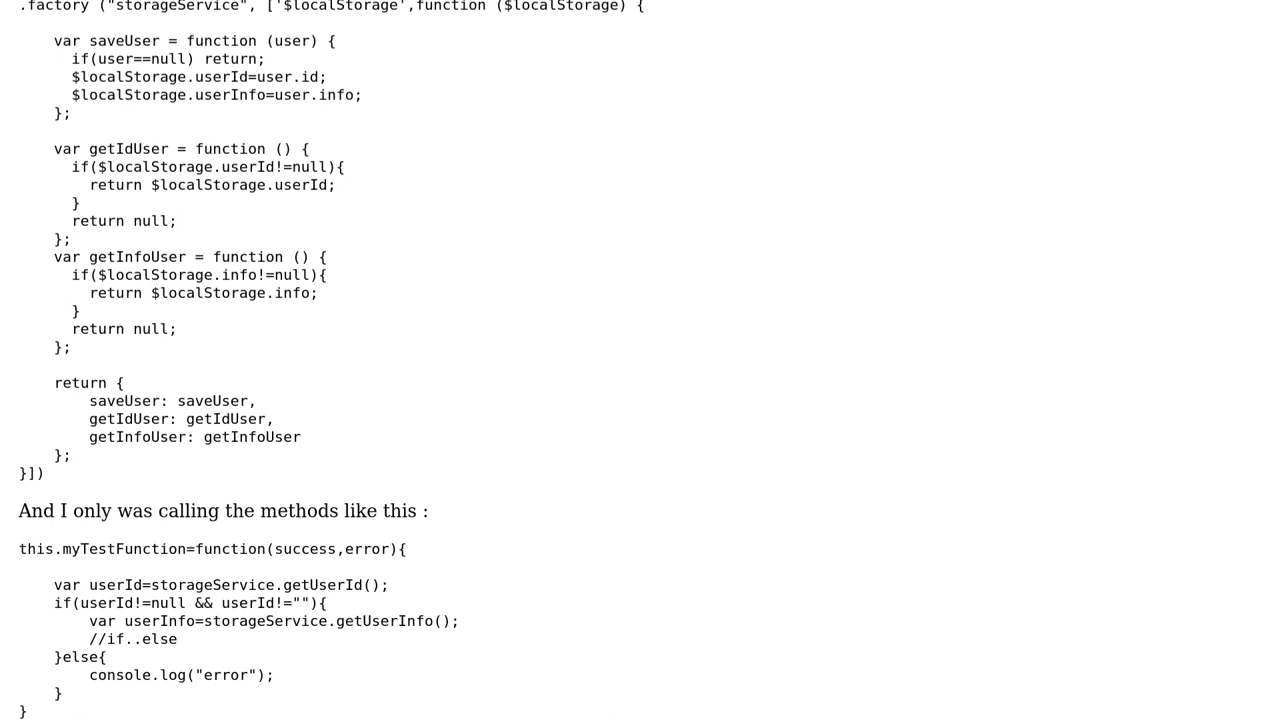 .factory ("storageService", ['$localStorage',function ($localStorage) {
var saveUser = function (user) {
if(user==null) return;
$localStorage.userId=user.id;
$localStorage.userInfo=user.info;
};
var getIdUser = function () {
if($localStorage.userId!=null){
return $localStorage.userId;
}
return null;
};
var getInfoUser = function () {
if($localStorage.info!=null){
return $localStorage.info;
}
return null;
};
return {
saveUser: saveUser,
getIdUser: getIdUser,
getInfoUser: getInfoUser
};
}])
And I only was calling the methods like this :
this.myTestFunction=function(success,error){
var userId=storageService.getUserId();
if(userId!=null && userId!=""){
var userInfo=storageService.getUserInfo();
//if..else
}else{
console.log("error");
}
}